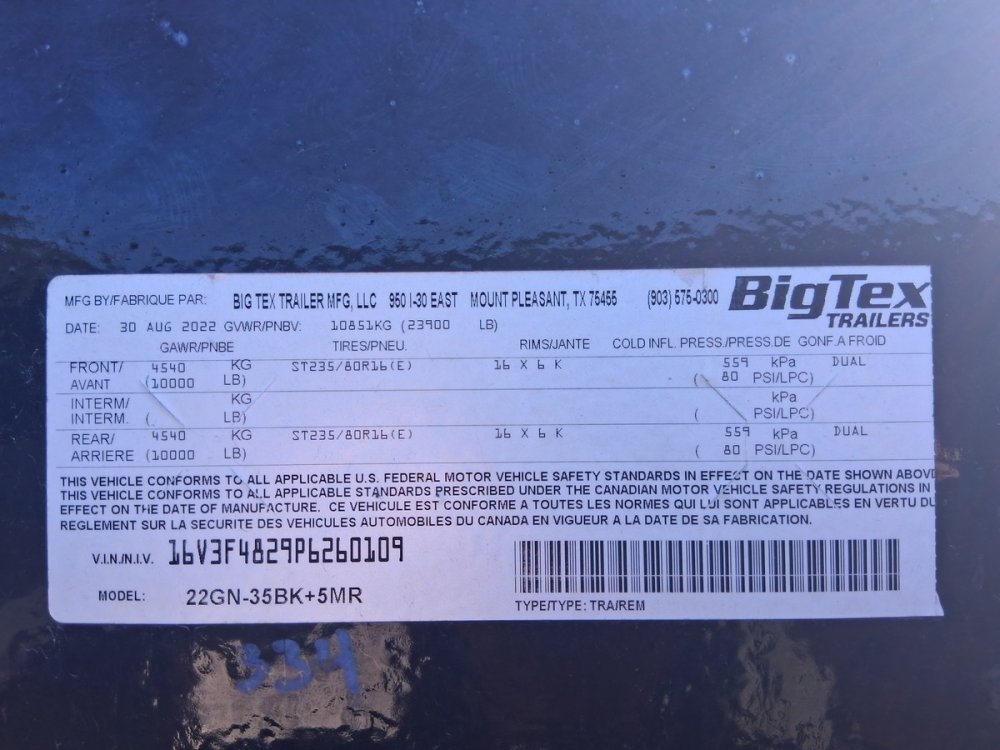 MFG BY/FABRIQUE PAR: BIG TEX TRAILER MFG, LLC 950 I-30 EAST MOUNT PLEASANT, TX 75455 (903) 575-0300 BigTex
TRAILERS
DATE: 30 AUG 2022 GVWR/PNBV: 10851KG (23900 LB)
GAWR/PNBE TIRES/PNEU. RIMS/JANTE COLD INFL. PRESS./PRESS.DE GONF.A FROID
FRONT/ 4540 KG ST235/80R16(E) 16 X 6 K 559 kPa DUAL
AVANT (10000 LB) ( 80 PSI/LPC)
INTERM/ KG kPa
INTERM. ( LB) ( PSI/LPC)
REAR/ 4540 KG ST235/80R16(E) 16 X 6 K 559 kPa DUAL
ARRIERE (10000 LB) ( 80 PSI/LPC)
THIS VEHICLE CONFORMS TO ALL APPLICABLE U.S. FEDERAL MOTOR VEHICLE SAFETY STANDARDS IN EFFECT ON THE DATE SHOWN ABOVE
THIS VEHICLE CONFORMS TO ALL APPLICABLE STANDARDS PRESCRIBED UNDER THE CANADIAN MOTOR VEHICLE SAFETY REGULATIONS IN
EFFECT ON THE DATE OF MANUFACTURE. CE VEHICULE EST CONFORME A TOUTES LES NORMES QUI LUI SONT APPLICABLES EN VERTU DU
REGLEMENT SUR LA SECURITE DES VEHICULES AUTOMOBILES DU CANADA EN VIGUEUR A LA DATE DE SA FABRICATION.
V.I.N./N.I.V. 16V3F4829P6260109
MODEL: 22GN-35BK+5MR
TYPE/TYPE: TRA/REM
334